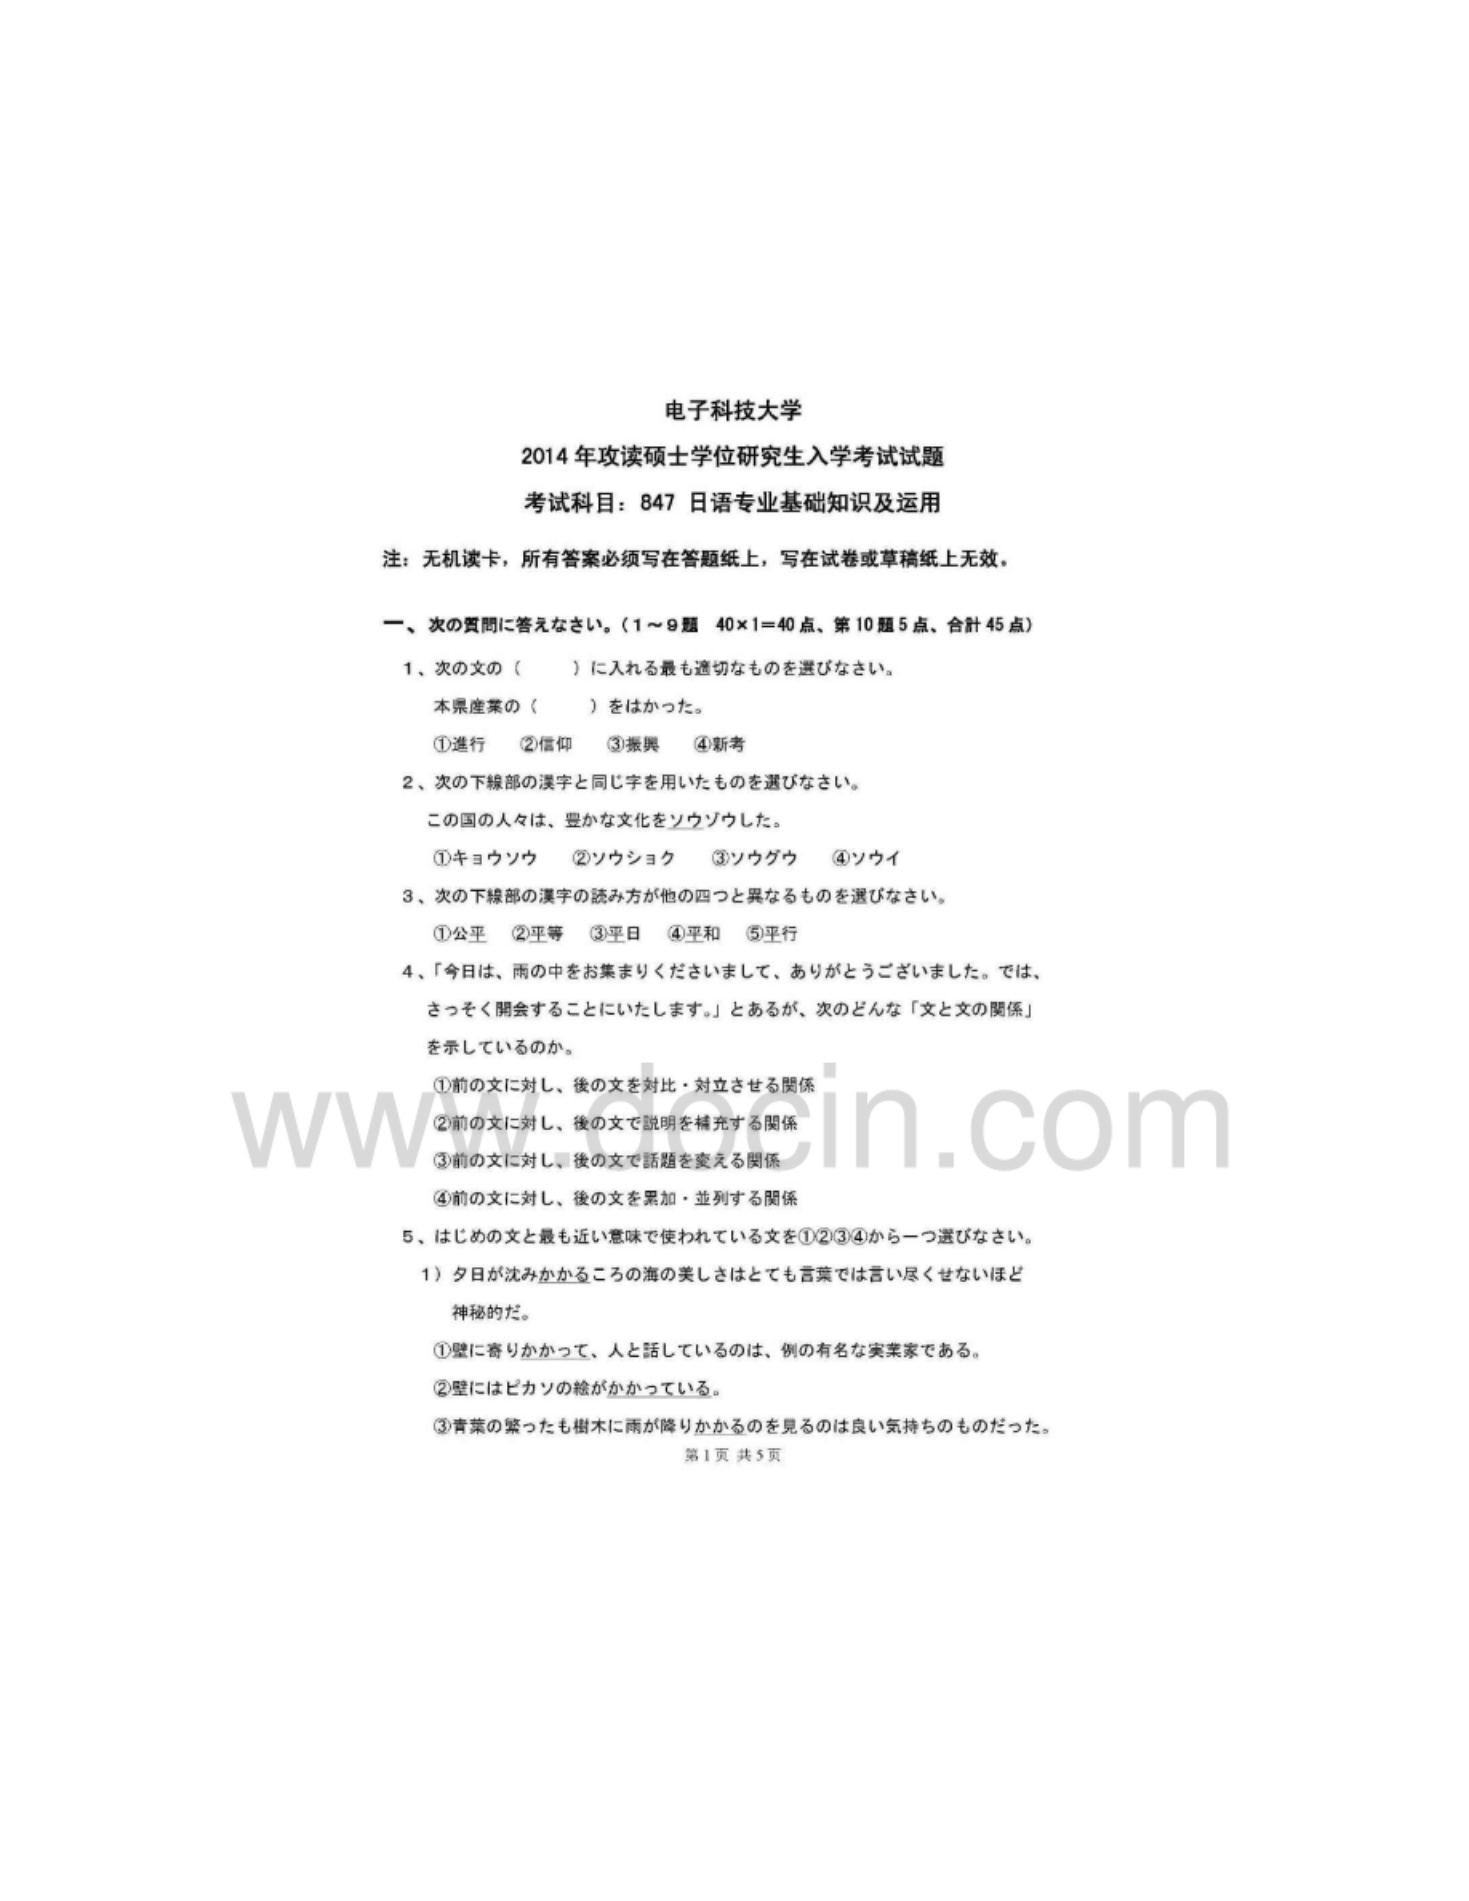 电子科技大学
2014 年攻读硕士学位研究生入学考试试题
考试科目：847 日语专业基础知识及运用
注：无机读卡，所有答案必须写在答题纸上，写在试卷或草稿纸上无效。
一、次の質問に答えなさい。（１～９題　40×1＝40 点、第 10 題 5 点、合計 45 点）
１、次の文の（　　　）に入れる最も適切なものを選びなさい。
本県産業の（　　　）をはかった。
①進行　②信仰　③振興　④新考
２、次の下線部の漢字と同じ字を用いたものを選びなさい。
この国の人々は、豊かな文化をソウゾウした。
①キョウソウ　②ソウショク　③ソウグウ　④ソウイ
３、次の下線部の漢字の読み方が他の四つと異なるものを選びなさい。
①公平　②平等　③平日　④平和　⑤平行
４、「今日は、雨の中をお集まりくださいまして、ありがとうございました。では、
さっそく開会することにいたします。」とあるが、次のどんな「文と文の関係」
を示しているのか。
①前の文に対し、後の文を対比・対立させる関係
②前の文に対し、後の文で説明を補充する関係
③前の文に対し、後の文で話題を変える関係
④前の文に対し、後の文を累加・並列する関係
５、はじめの文と最も近い意味で使われている文を①②③④から一つ選びなさい。
１）夕日が沈みかかるころの海の美しさはとても言葉では言い尽くせないほど
神秘的だ。
①壁に寄りかかって、人と話しているのは、例の有名な実業家である。
②壁にはピカソの絵がかかっている。
③青葉の繁ったも樹木に雨が降りかかるのを見るのは良い気持ちのものだった。
第 1 页 共 5 页
www.docin.com